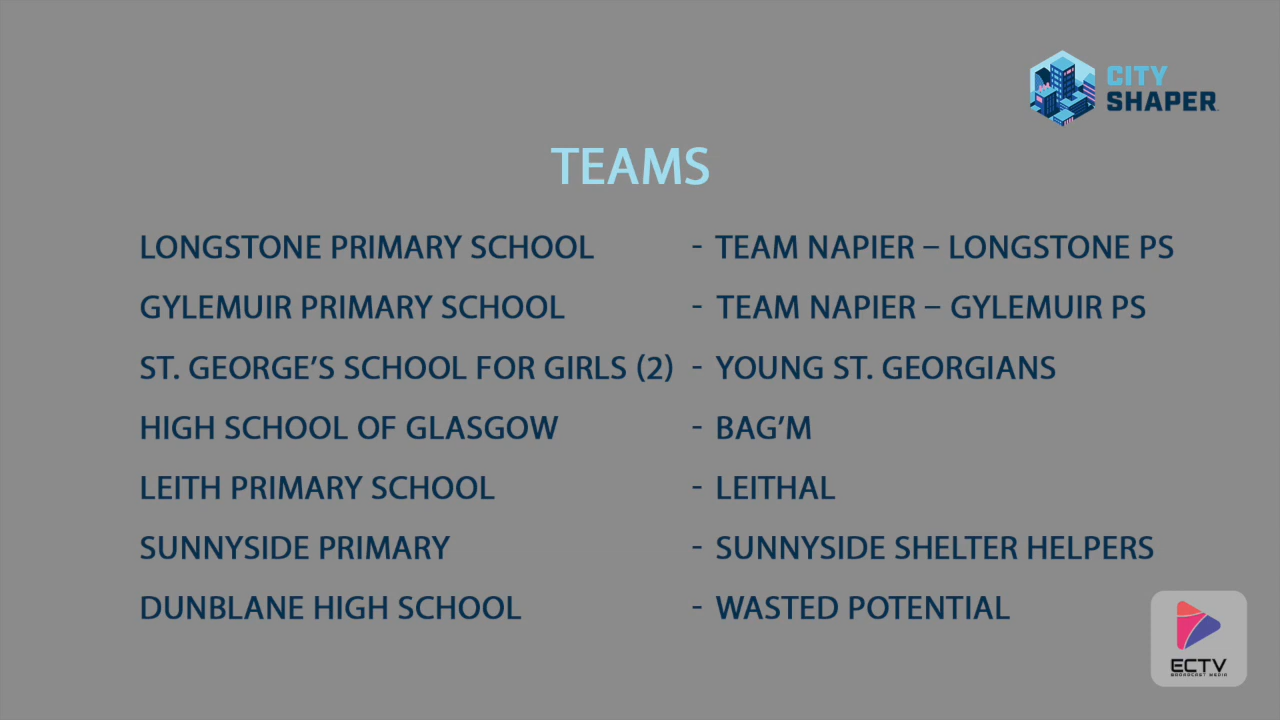 CITY
SHAPER
TEAMS
LONGSTONE PRIMARY SCHOOL - TEAM NAPIER – LONGSTONE PS
GYLEMUIR PRIMARY SCHOOL - TEAM NAPIER – GYLEMUIR PS
ST. GEORGE’S SCHOOL FOR GIRLS (2) - YOUNG ST. GEORGIANS
HIGH SCHOOL OF GLASGOW - BAG’M
LEITH PRIMARY SCHOOL - LEITHAL
SUNNYSIDE PRIMARY - SUNNYSIDE SHELTER HELPERS
DUNBLANE HIGH SCHOOL - WASTED POTENTIAL
ECTV
BROADCAST MEDIA